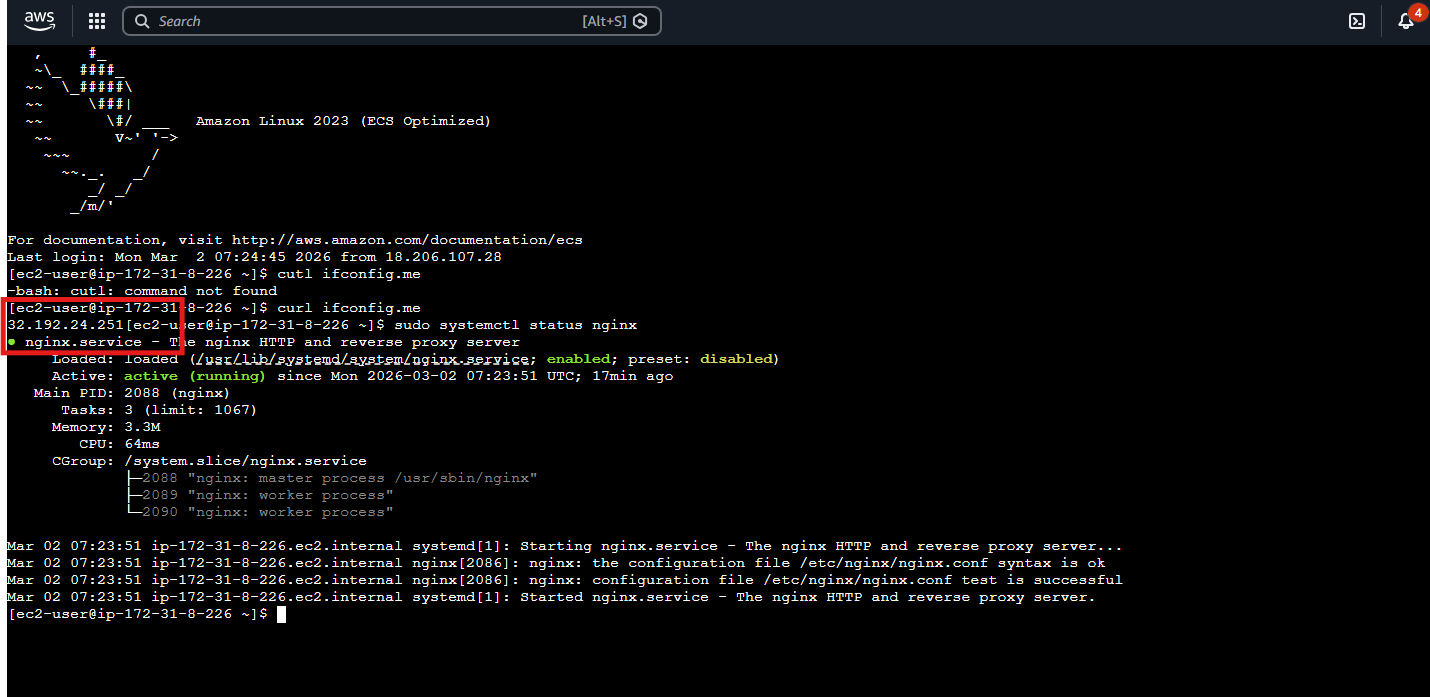 aws
Search [Alt+S]
4
, #_
~\_ ####_
~~ \_#####\
~~ \###|
~~ \#/ ___ Amazon Linux 2023 (ECS Optimized)
~~ V~' '->
~~~ /
~~._. _/
_/ _/
_/m/'
For documentation, visit http://aws.amazon.com/documentation/ecs
Last login: Mon Mar  2 07:24:45 2026 from 18.206.107.28
[ec2-user@ip-172-31-8-226 ~]$ cutl ifconfig.me
-bash: cutl: command not found
[ec2-user@ip-172-31-8-226 ~]$ curl ifconfig.me
32.192.24.251[ec2-user@ip-172-31-8-226 ~]$ sudo systemctl status nginx
● nginx.service - The nginx HTTP and reverse proxy server
Loaded: loaded (/usr/lib/systemd/system/nginx.service; enabled; preset: disabled)
Active: active (running) since Mon 2026-03-02 07:23:51 UTC; 17min ago
Main PID: 2088 (nginx)
Tasks: 3 (limit: 1067)
Memory: 3.3M
CPU: 64ms
CGroup: /system.slice/nginx.service
├─2088 "nginx: master process /usr/sbin/nginx"
├─2089 "nginx: worker process"
└─2090 "nginx: worker process"
Mar 02 07:23:51 ip-172-31-8-226.ec2.internal systemd[1]: Starting nginx.service - The nginx HTTP and reverse proxy server...
Mar 02 07:23:51 ip-172-31-8-226.ec2.internal nginx[2086]: nginx: the configuration file /etc/nginx/nginx.conf syntax is ok
Mar 02 07:23:51 ip-172-31-8-226.ec2.internal nginx[2086]: nginx: configuration file /etc/nginx/nginx.conf test is successful
Mar 02 07:23:51 ip-172-31-8-226.ec2.internal systemd[1]: Started nginx.service - The nginx HTTP and reverse proxy server.
[ec2-user@ip-172-31-8-226 ~]$